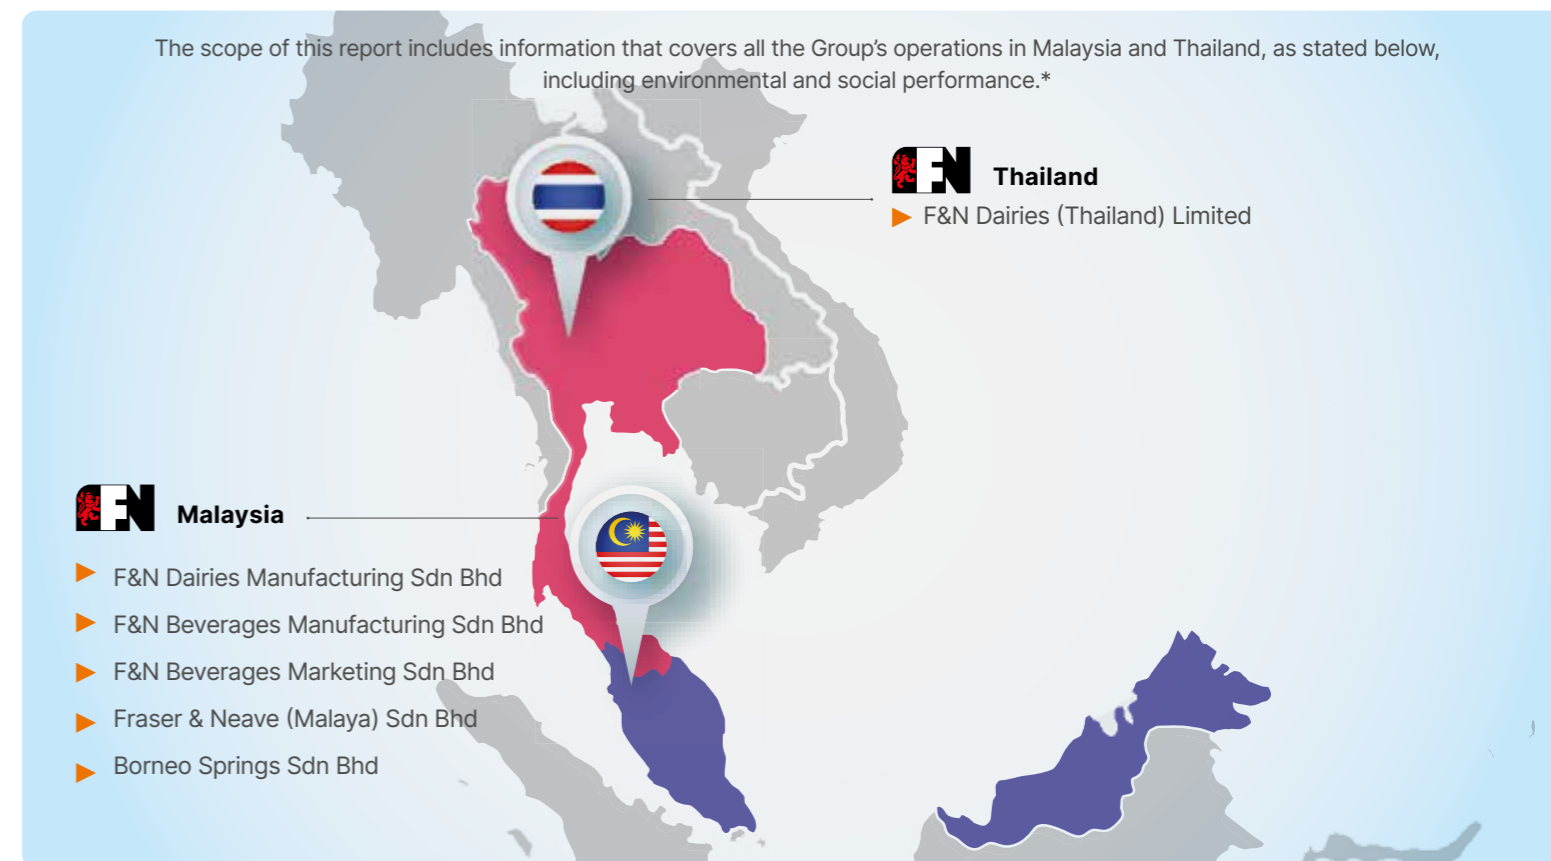 The scope of this report includes information that covers all the Group’s operations in Malaysia and Thailand, as stated below,
including environmental and social performance.*
FN Thailand
F&N Dairies (Thailand) Limited
FN Malaysia
F&N Dairies Manufacturing Sdn Bhd
F&N Beverages Manufacturing Sdn Bhd
F&N Beverages Marketing Sdn Bhd
Fraser & Neave (Malaya) Sdn Bhd
Borneo Springs Sdn Bhd